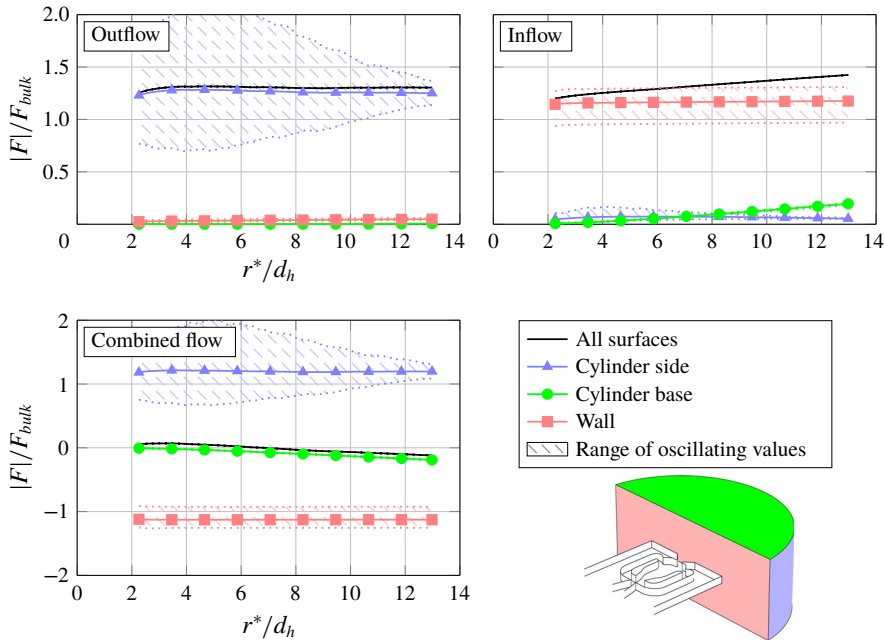 Outflow
2.0
1.5
1.0
0.5
0
0 2 4 6 8 10 12 14
|F|/F_bulk
r*/d_h
Inflow
0 2 4 6 8 10 12 14
r*/d_h
Combined flow
2
1
0
−1
−2
0 2 4 6 8 10 12 14
|F|/F_bulk
r*/d_h
All surfaces
Cylinder side
Cylinder base
Wall
Range of oscillating values